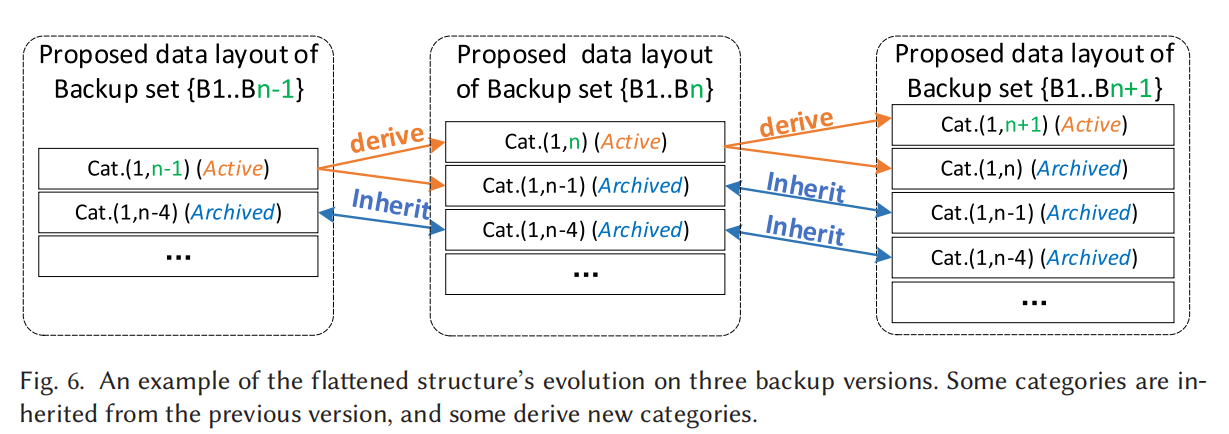 Proposed data layout of
Backup set {B1..Bn-1}
Cat.(1,n-1) (Active)
Cat.(1,n-4) (Archived)
...
derive
Inherit
Proposed data layout
of Backup set {B1..Bn}
Cat.(1,n) (Active)
Cat.(1,n-1) (Archived)
Cat.(1,n-4) (Archived)
...
derive
Inherit
Inherit
Proposed data layout of
Backup set {B1..Bn+1}
Cat.(1,n+1) (Active)
Cat.(1,n) (Archived)
Cat.(1,n-1) (Archived)
Cat.(1,n-4) (Archived)
...
Fig. 6. An example of the flattened structure's evolution on three backup versions. Some categories are in-
herited from the previous version, and some derive new categories.